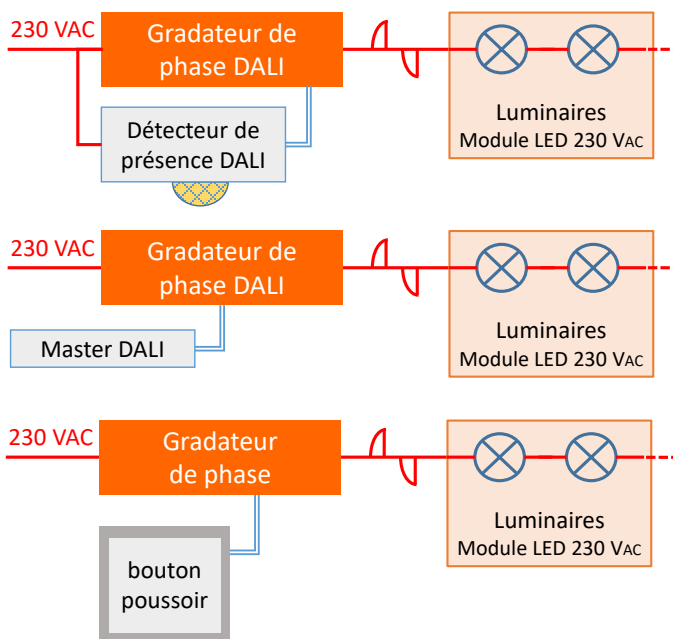 230 VAC
Gradateur de
phase DALI
Détecteur de
présence DALI
Luminaires
Module LED 230 VAC
230 VAC
Gradateur de
phase DALI
Master DALI
Luminaires
Module LED 230 VAC
230 VAC
Gradateur
de phase
bouton
poussoir
Luminaires
Module LED 230 VAC